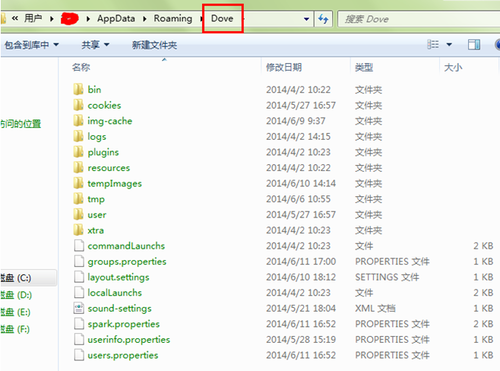 « 用户 ▸ ▸ AppData ▸ Roaming ▸ Dove ▸ 搜索 Dove
包含到库中 ▾ 共享 ▾ 新建文件夹
名称 修改日期 类型 大小
bin 2014/4/2 10:22 文件夹
cookies 2014/5/27 16:57 文件夹
img-cache 2014/6/9 9:37 文件夹
logs 2014/4/2 14:15 文件夹
plugins 2014/4/2 10:23 文件夹
resources 2014/4/2 10:22 文件夹
tempImages 2014/6/10 14:14 文件夹
tmp 2014/6/6 10:55 文件夹
user 2014/5/27 16:57 文件夹
xtra 2014/4/2 10:23 文件夹
commandLaunchs 2014/4/2 10:23 文件 2 KB
groups.properties 2014/6/11 17:00 PROPERTIES 文件 1 KB
layout.settings 2014/6/10 18:12 SETTINGS 文件 1 KB
localLaunchs 2014/4/2 10:23 文件 2 KB
sound-settings 2014/5/21 18:04 XML 文档 1 KB
spark.properties 2014/6/11 16:52 PROPERTIES 文件 2 KB
userinfo.properties 2014/5/28 15:19 PROPERTIES 文件 1 KB
users.properties 2014/6/11 16:52 PROPERTIES 文件 1 KB
访问的位置
磁盘 (C:)
磁盘 (D:)
磁盘 (E:)
磁盘 (F:)